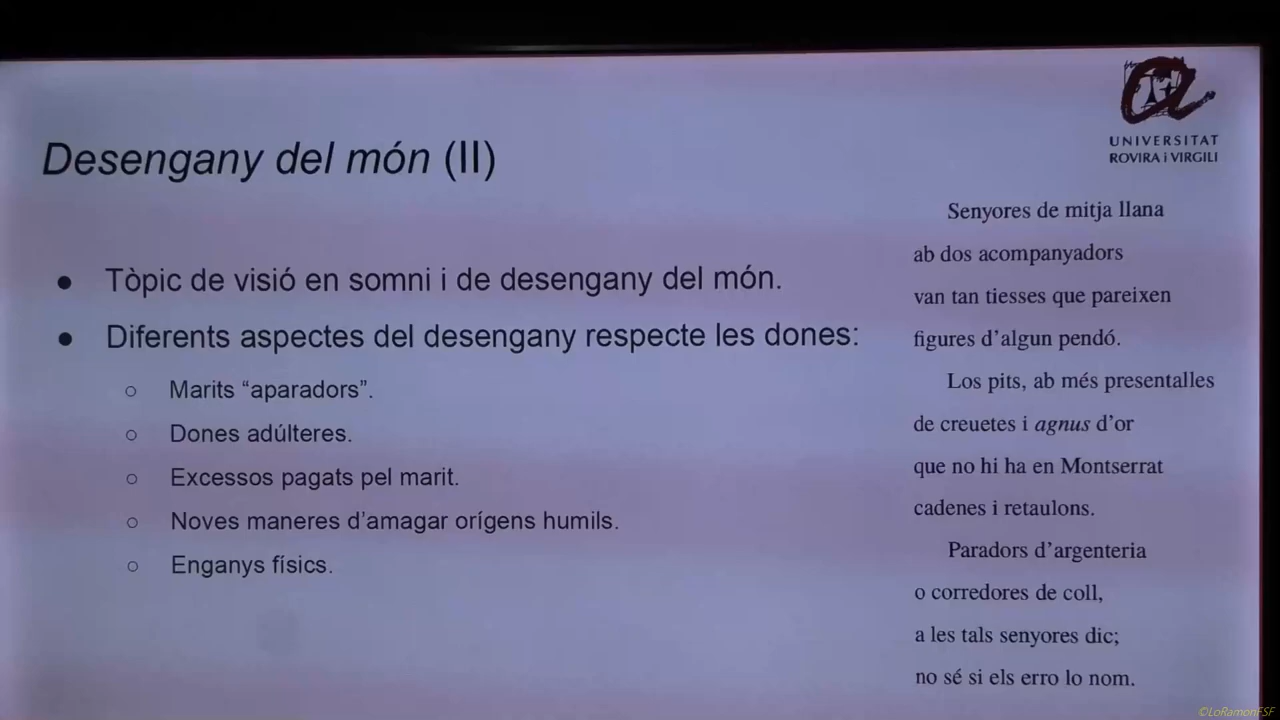 UNIVERSITAT
ROVIRA i VIRGILI
Desengany del món (II)
● Tòpic de visió en somni i de desengany del món.
● Diferents aspectes del desengany respecte les dones:
○ Marits “aparadors”.
○ Dones adúlteres.
○ Excessos pagats pel marit.
○ Noves maneres d’amagar orígens humils.
○ Enganys físics.
Senyores de mitja llana
ab dos acompanyadors
van tan tiesses que pareixen
figures d’algun pendó.
Los pits, ab més presentalles
de creuetes i agnus d’or
que no hi ha en Montserrat
cadenes i retaulons.
Paradors d’argenteria
o corredores de coll,
a les tals senyores dic;
no sé si els erro lo nom.
©LoRamonFSF